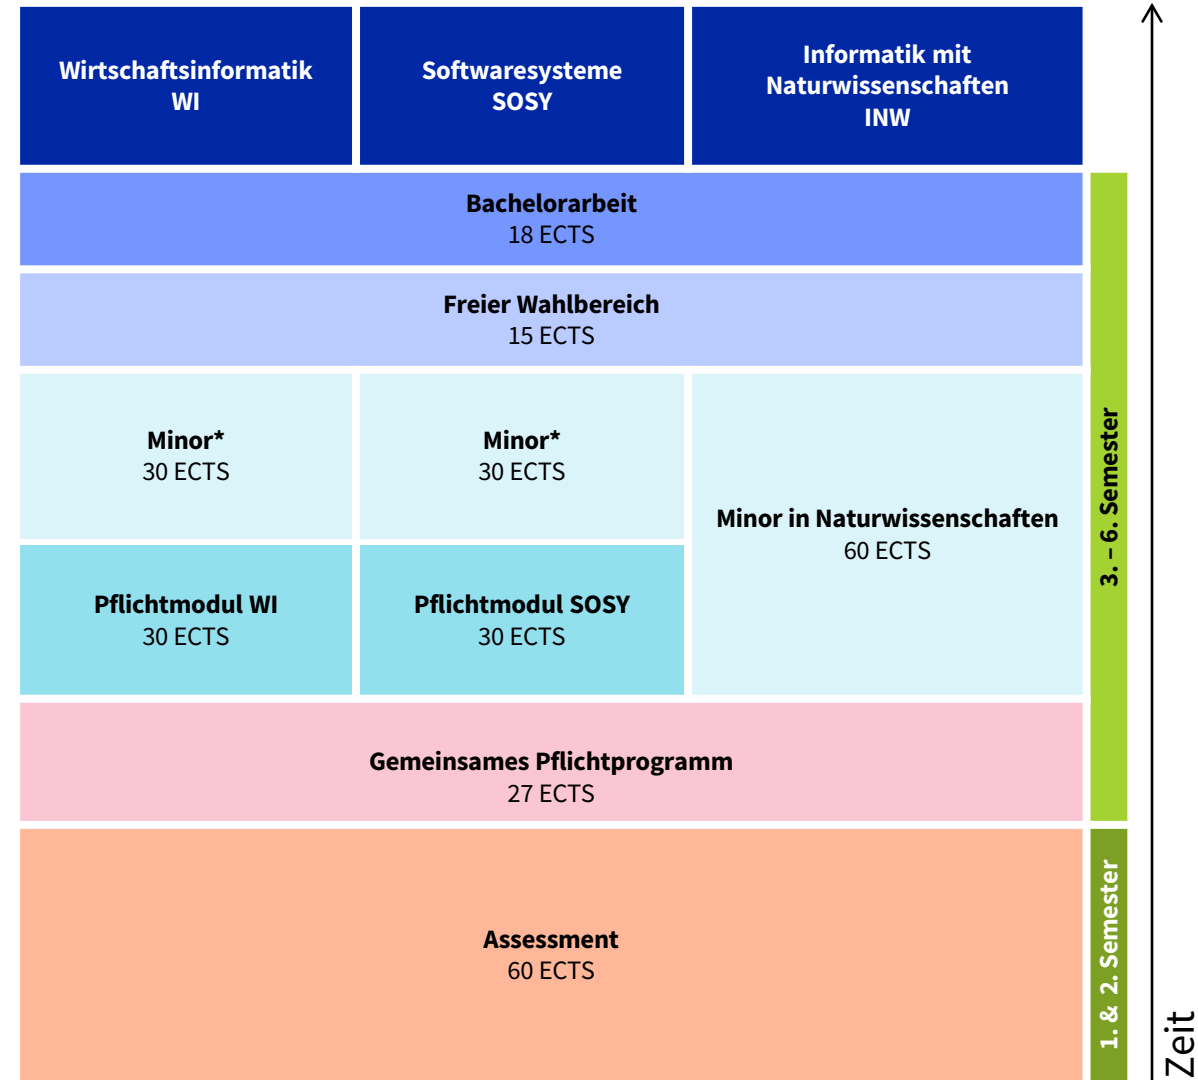 Wirtschaftsinformatik
WI
Softwaresysteme
SOSY
Informatik mit
Naturwissenschaften
INW
Bachelorarbeit
18 ECTS
Freier Wahlbereich
15 ECTS
Minor*
30 ECTS
Minor*
30 ECTS
Minor in Naturwissenschaften
60 ECTS
Pflichtmodul WI
30 ECTS
Pflichtmodul SOSY
30 ECTS
Gemeinsames Pflichtprogramm
27 ECTS
Assessment
60 ECTS
3. – 6. Semester
1. & 2. Semester
Zeit